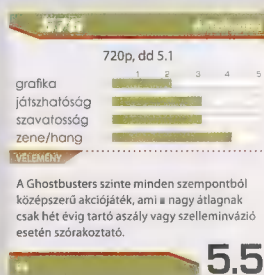 576
720p, dd 5.1
1 2 3 4 5
grafika
játszhatóság
szavatosság
zene/hang
VÉLEMÉNY
A Ghostbusters szinte minden szempontból
középszerű akciójáték, ami a nagy átlagnak
csak hét évig tartó aszály vagy szelleminvázió
esetén szórakoztató.
5.5